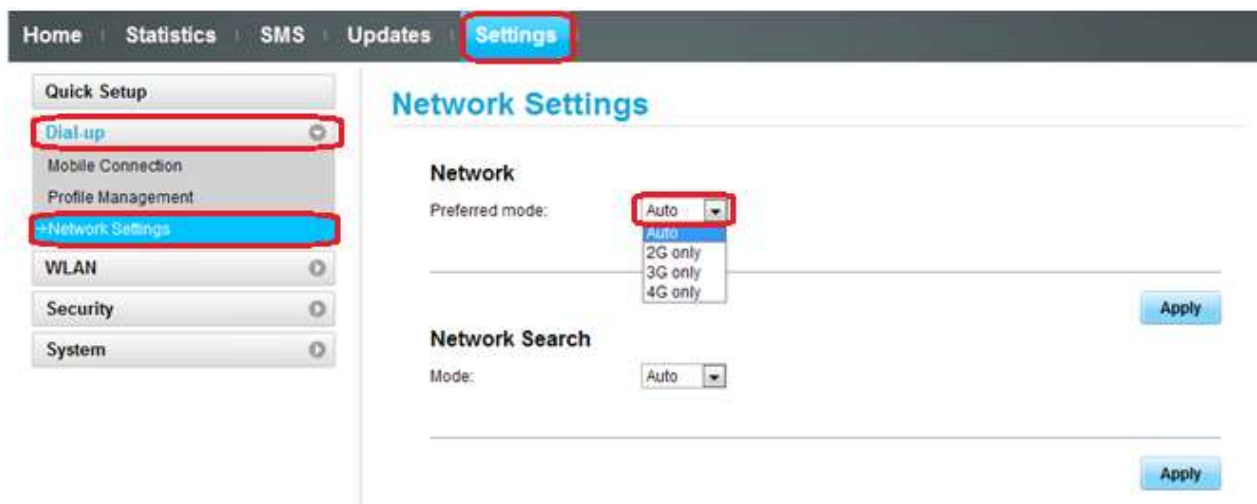 Home Statistics SMS Updates Settings
Quick Setup
Dial-up
Mobile Connection
Profile Management
→Network Settings
WLAN
Security
System
Network Settings
Network
Preferred mode: Auto
Auto
2G only
3G only
4G only
Apply
Network Search
Mode: Auto
Apply